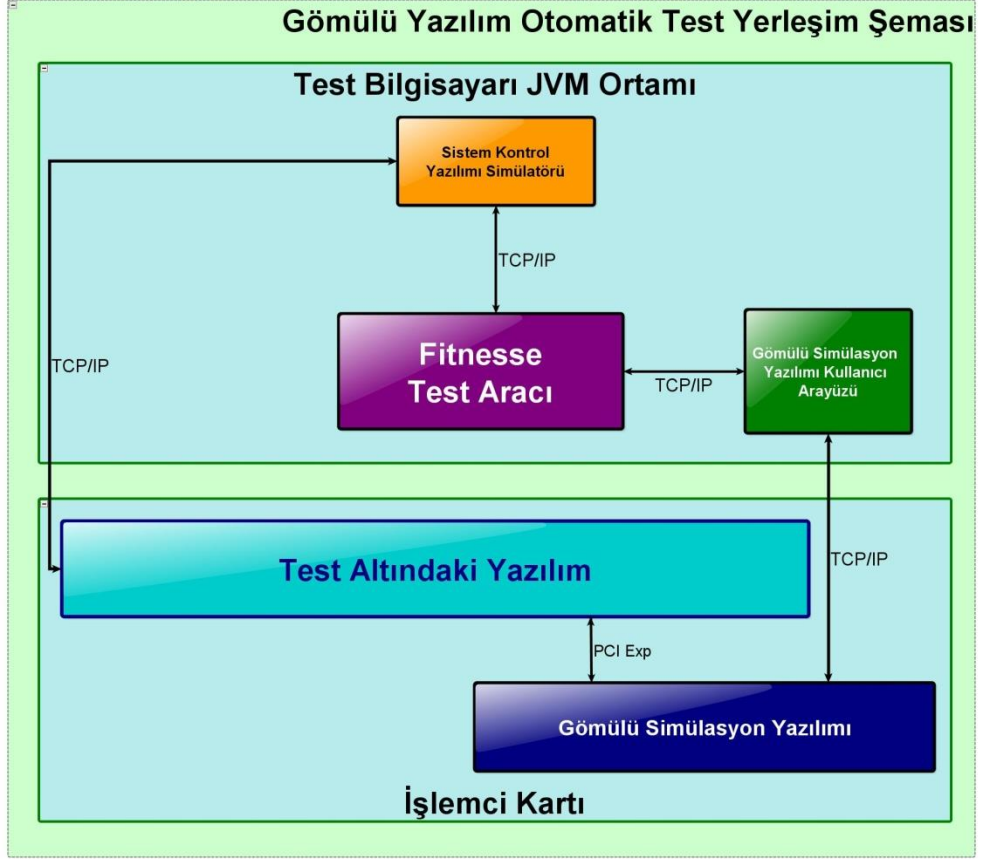 Gömülü Yazılım Otomatik Test Yerleşim Şeması
Test Bilgisayarı JVM Ortamı
Sistem Kontrol
Yazılımı Simülatörü
TCP/IP
TCP/IP
Fitnesse
Test Aracı
TCP/IP
Gömülü Simülasyon
Yazılımı Kullanıcı
Arayüzü
Test Altındaki Yazılım
TCP/IP
PCI Exp
Gömülü Simülasyon Yazılımı
İşlemci Kartı